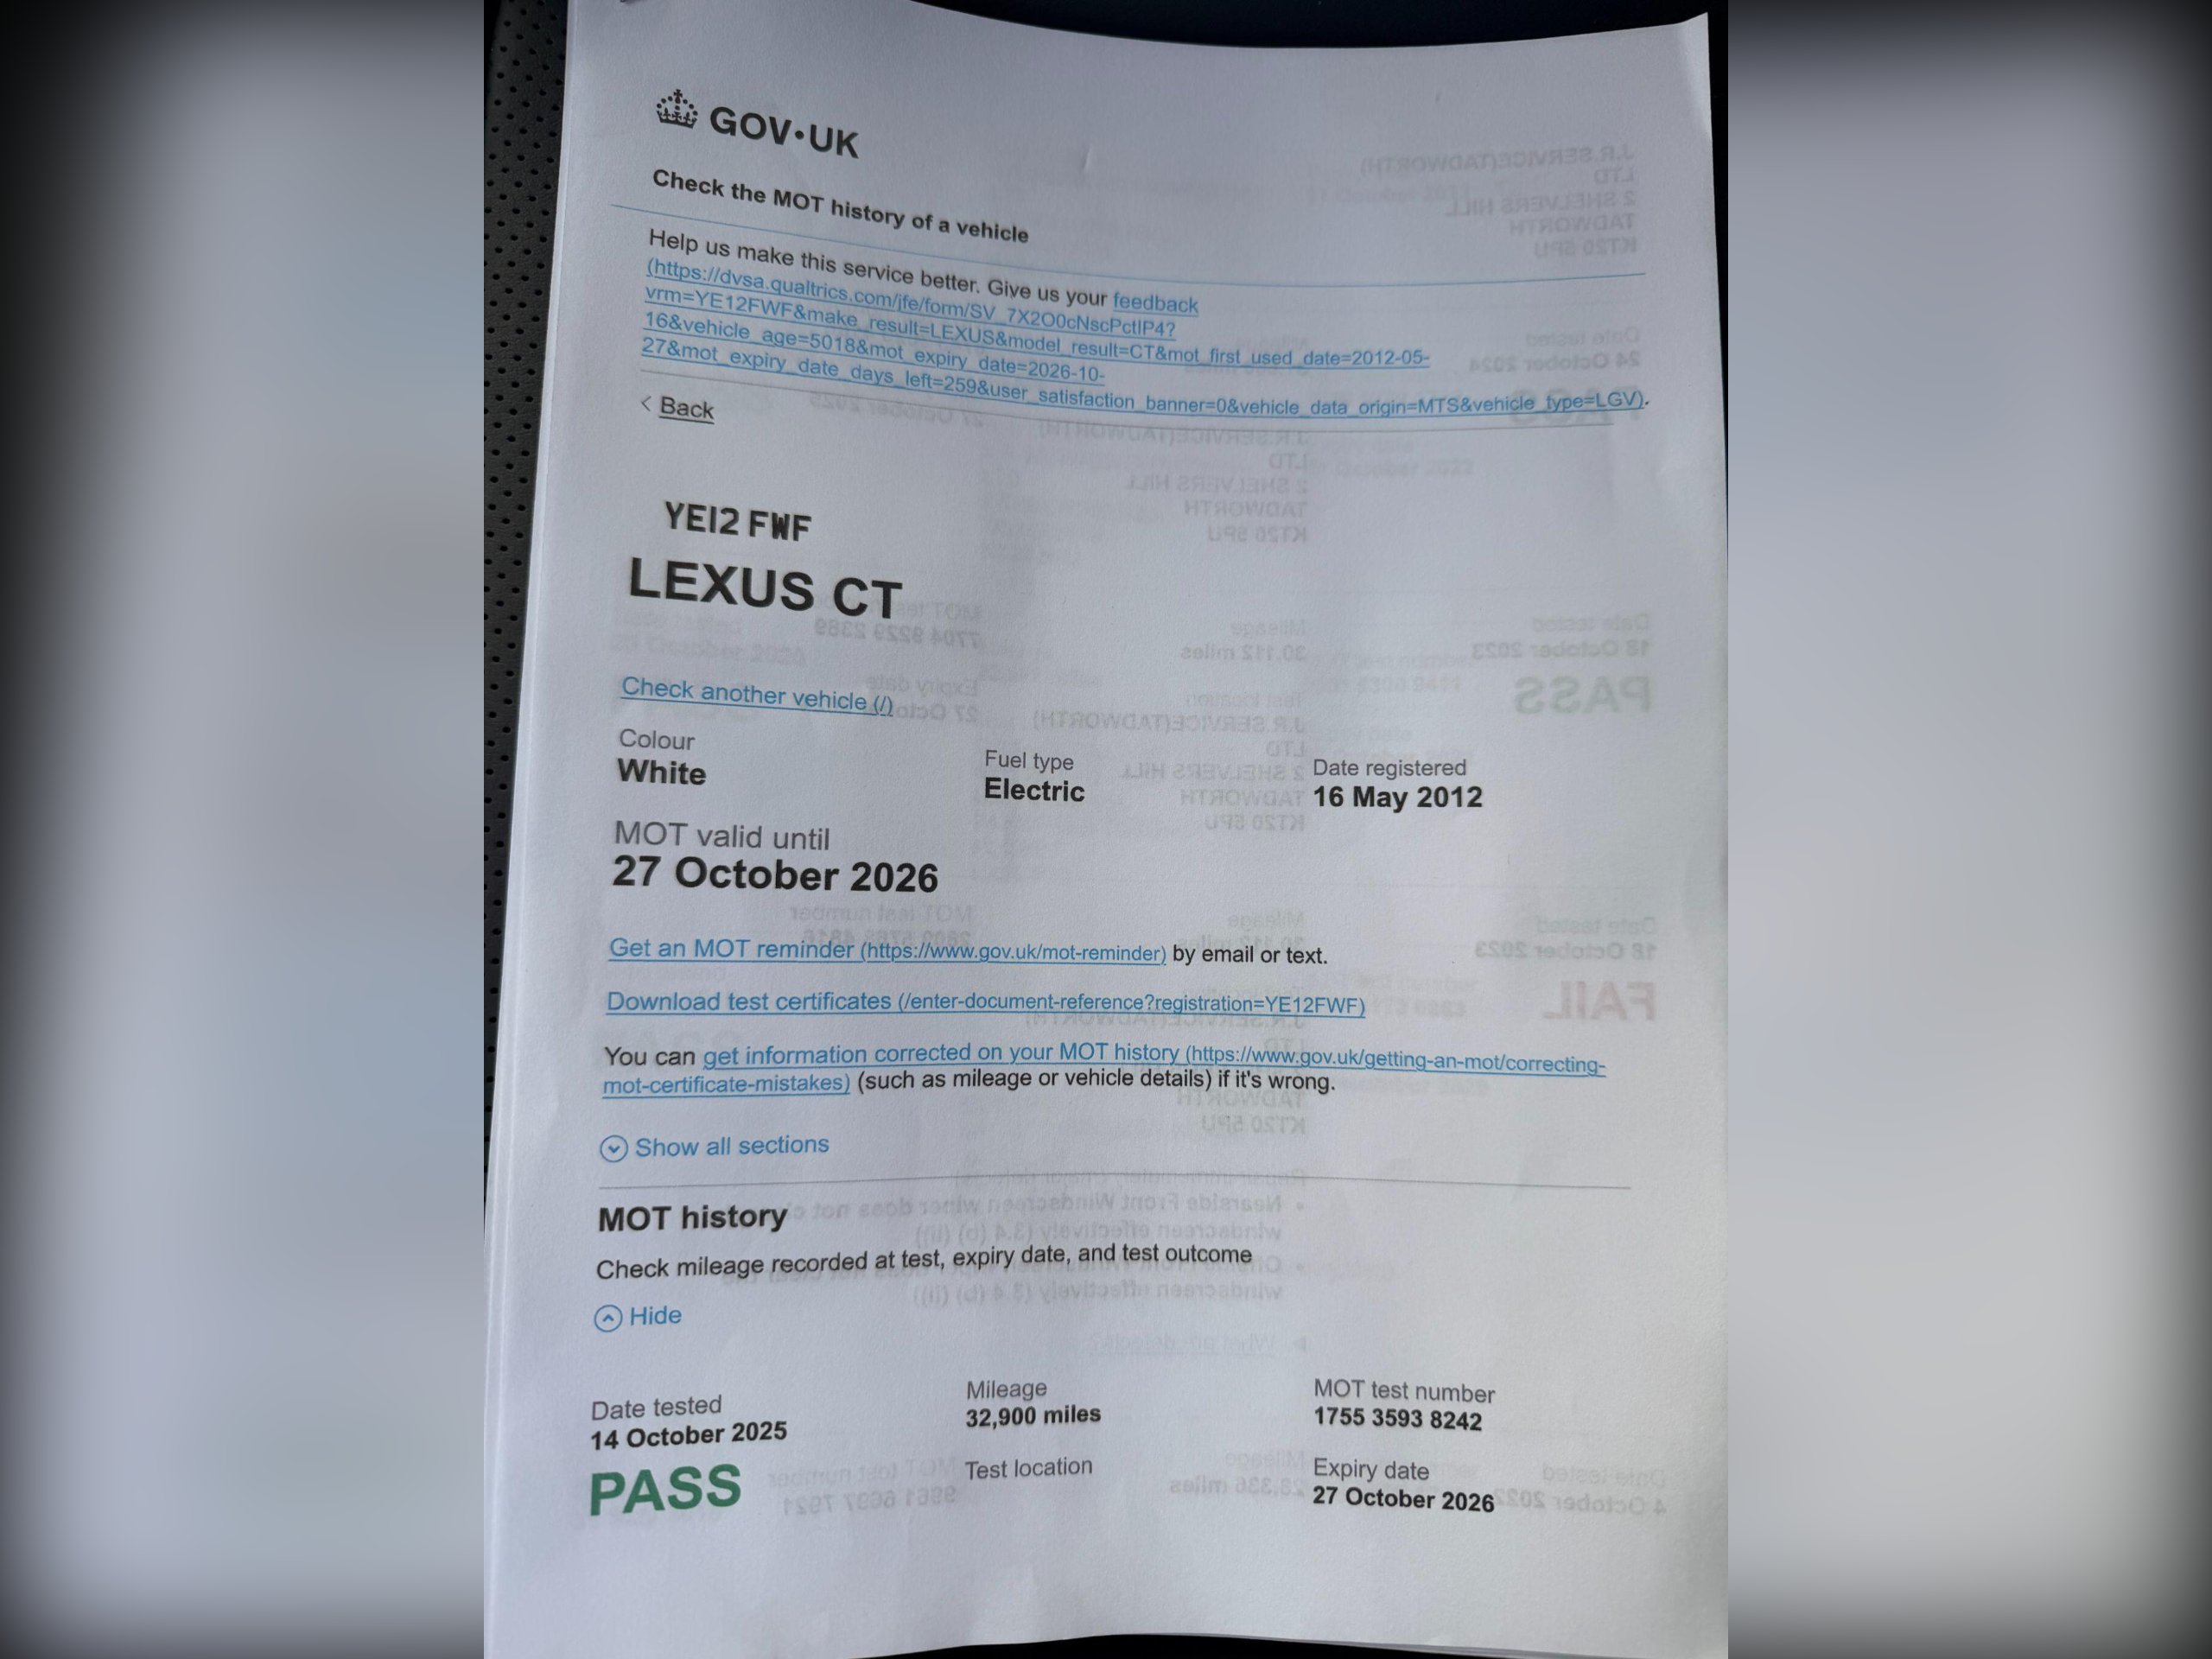 GOV•UK
Check the MOT history of a vehicle
Help us make this service better. Give us your feedback
(https://dvsa.qualtrics.com/jfe/form/SV_7X2O0cNscPctIP4?
vrm=YE12FWF&make_result=LEXUS&model_result=CT&mot_first_used_date=2012-05-
16&vehicle_age=5018&mot_expiry_date=2026-10-
27&mot_expiry_date_days_left=259&user_satisfaction_banner=0&vehicle_data_origin=MTS&vehicle_type=LGV).
< Back
YE12 FWF
LEXUS CT
Check another vehicle (/)
Colour
White
Fuel type
Electric
Date registered
16 May 2012
MOT valid until
27 October 2026
Get an MOT reminder (https://www.gov.uk/mot-reminder) by email or text.
Download test certificates (/enter-document-reference?registration=YE12FWF)
You can get information corrected on your MOT history (https://www.gov.uk/getting-an-mot/correcting-
mot-certificate-mistakes) (such as mileage or vehicle details) if it's wrong.
Show all sections
MOT history
Check mileage recorded at test, expiry date, and test outcome
Hide
Date tested
14 October 2025
PASS
Mileage
32,900 miles
Test location
MOT test number
1755 3593 8242
Expiry date
27 October 2026